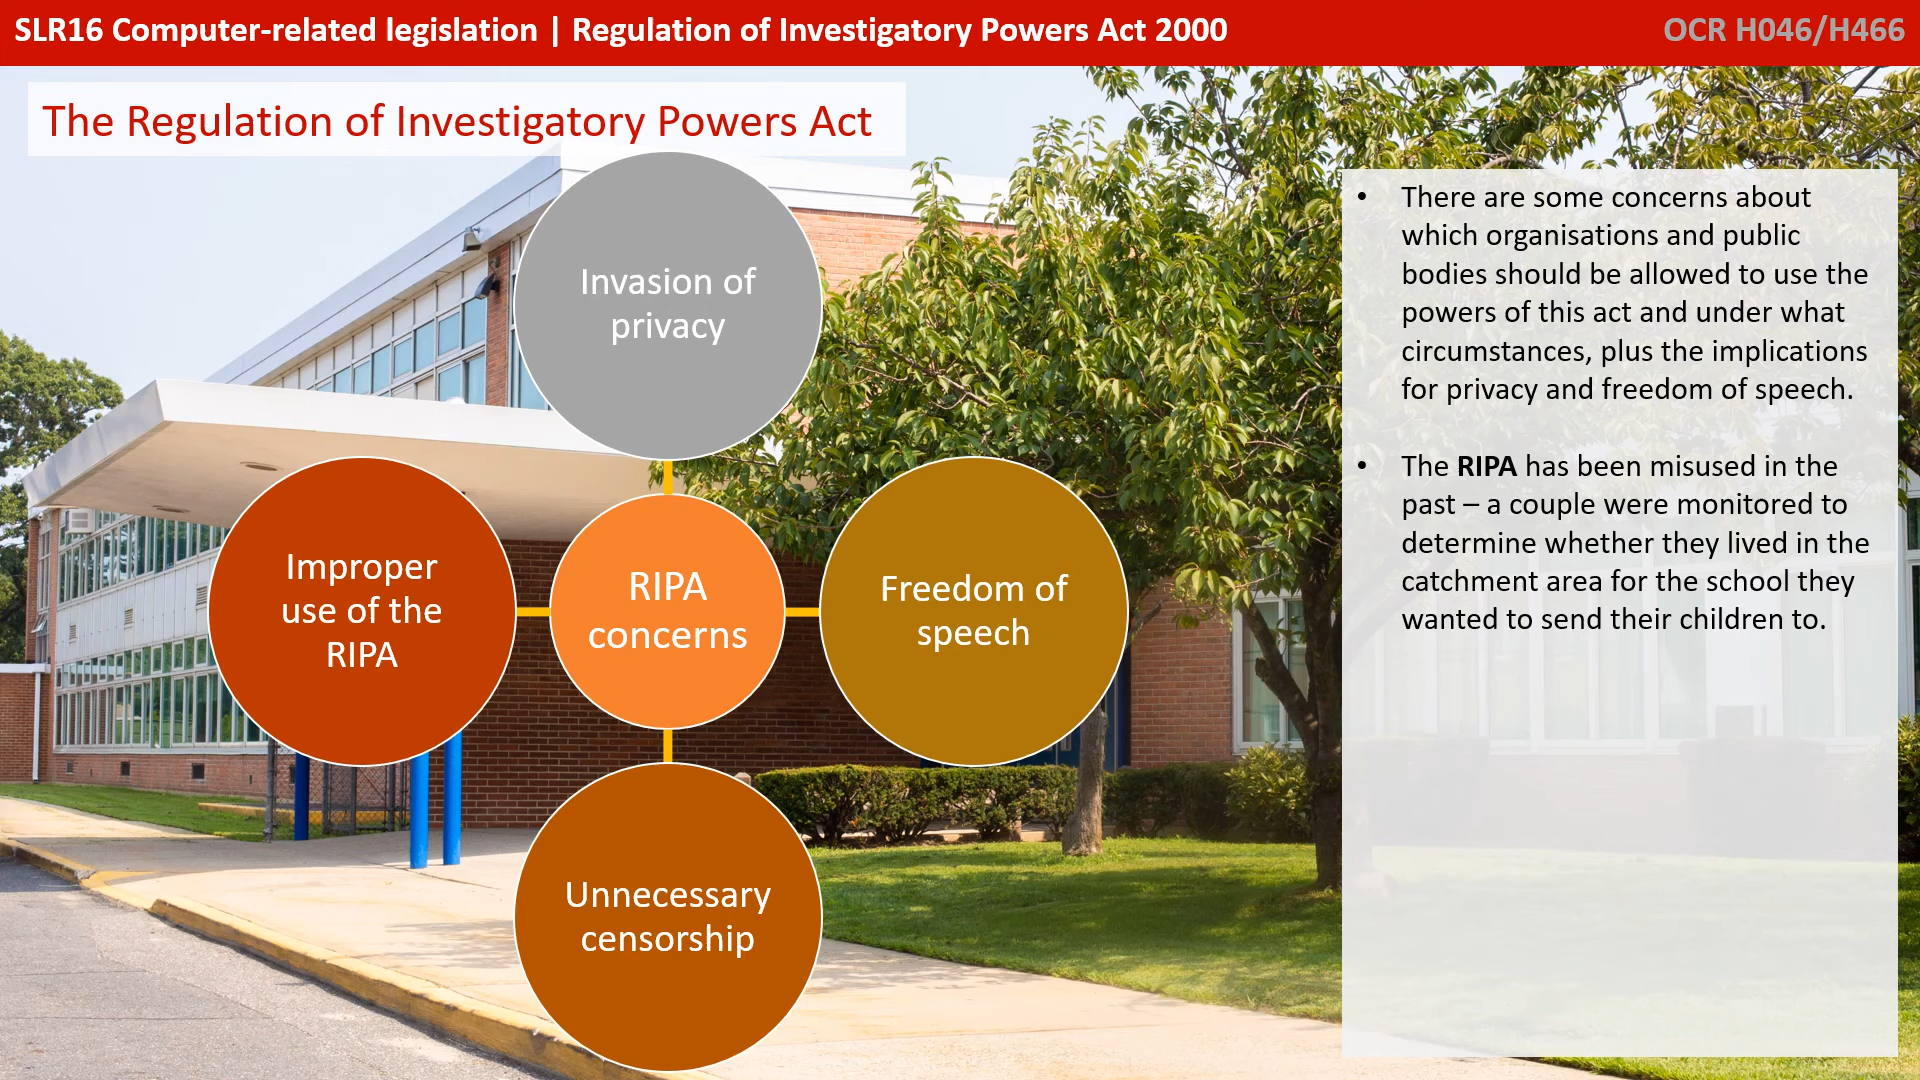 SLR16 Computer-related legislation | Regulation of Investigatory Powers Act 2000
OCR H046/H466
The Regulation of Investigatory Powers Act
Invasion of
privacy
Improper
use of the
RIPA
RIPA
concerns
Freedom of
speech
Unnecessary
censorship
• There are some concerns about
which organisations and public
bodies should be allowed to use the
powers of this act and under what
circumstances, plus the implications
for privacy and freedom of speech.
• The RIPA has been misused in the
past – a couple were monitored to
determine whether they lived in the
catchment area for the school they
wanted to send their children to.